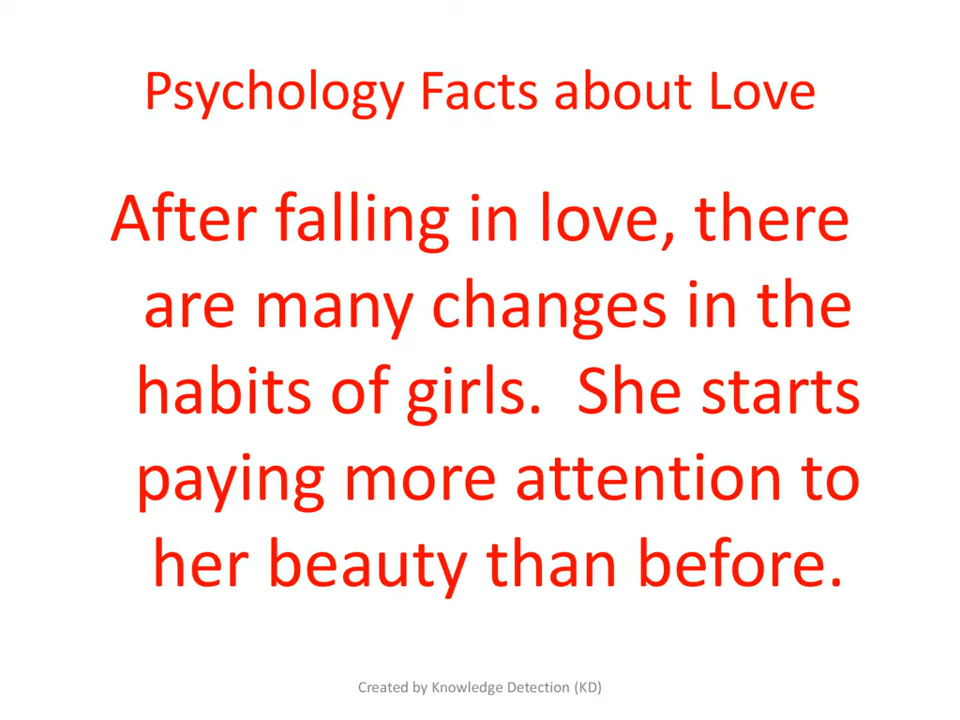 Psychology Facts about Love
After falling in love, there
are many changes in the
habits of girls.  She starts
paying more attention to
her beauty than before.
Created by Knowledge Detection (KD)